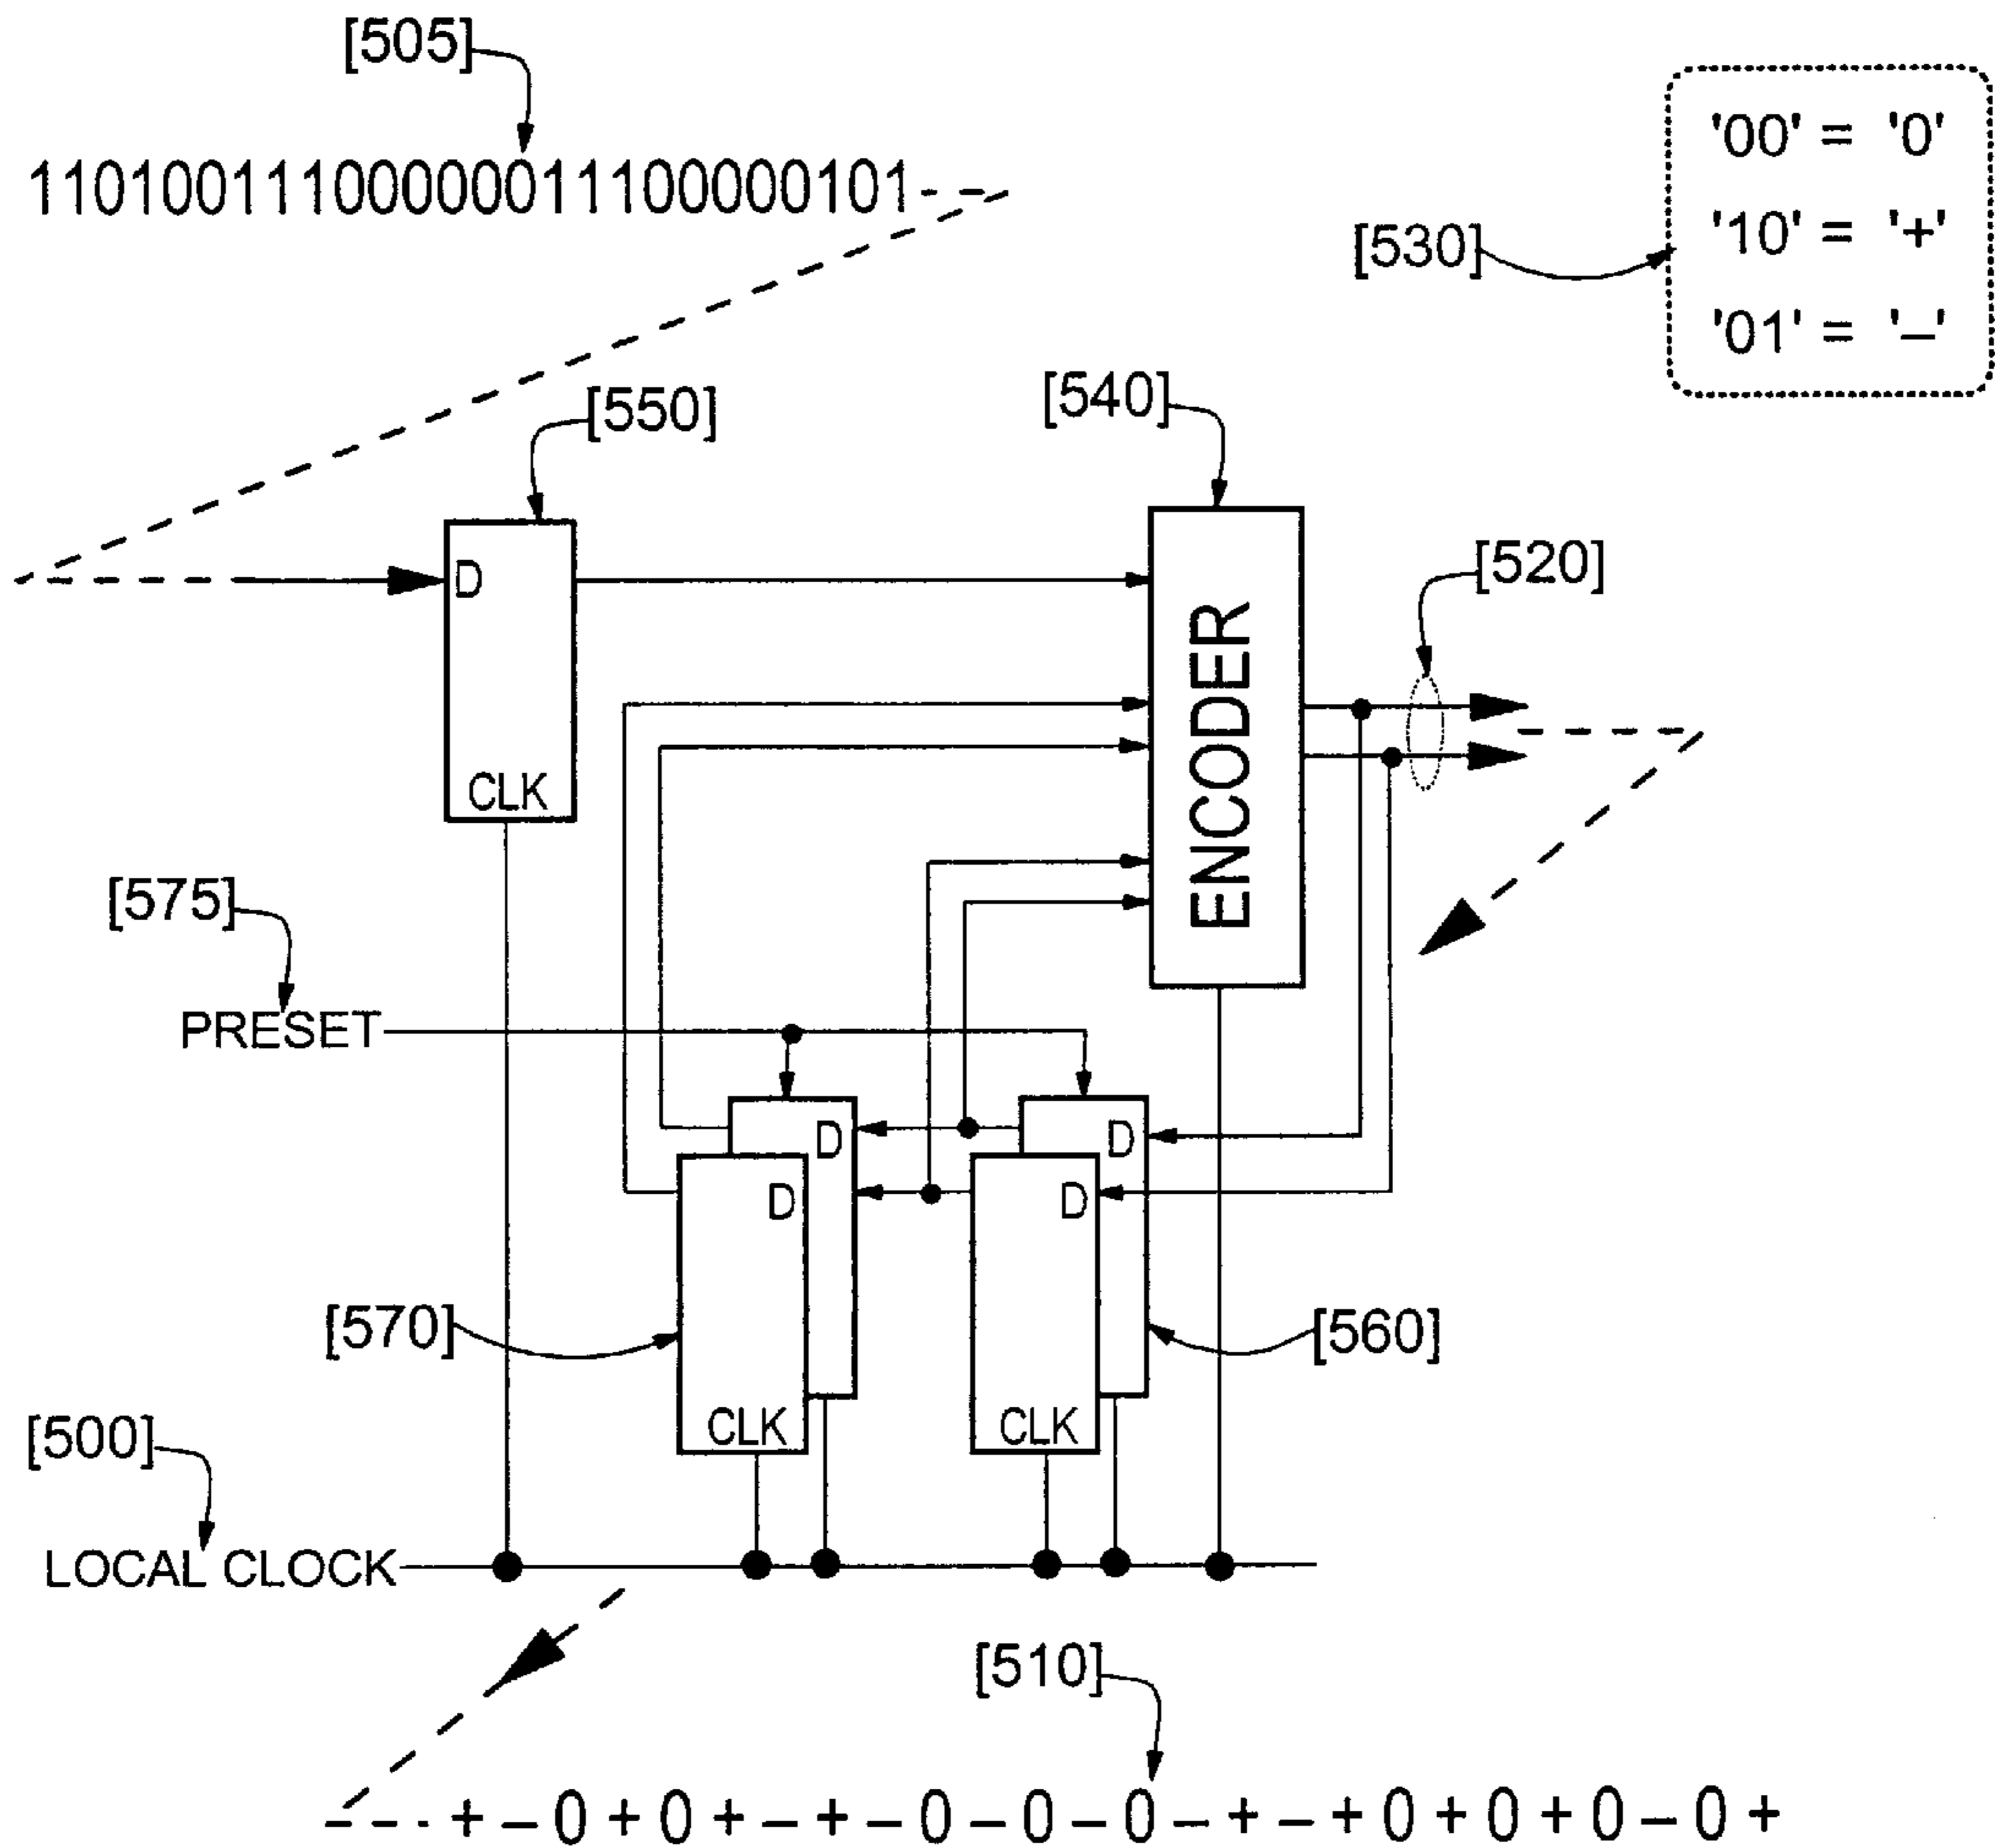 [505]
11010011100000011100000101
'00' = '0'
'10' = '+'
'01' = '–'
[530]
[550]
[540]
D
[520]
ENCODER
CLK
[575]
PRESET
D
D
D
D
[570]
[560]
CLK
CLK
[500]
LOCAL CLOCK
[510]
+ – 0 + 0 + – + – 0 – 0 – 0 – + – + 0 + 0 + 0 – 0 +